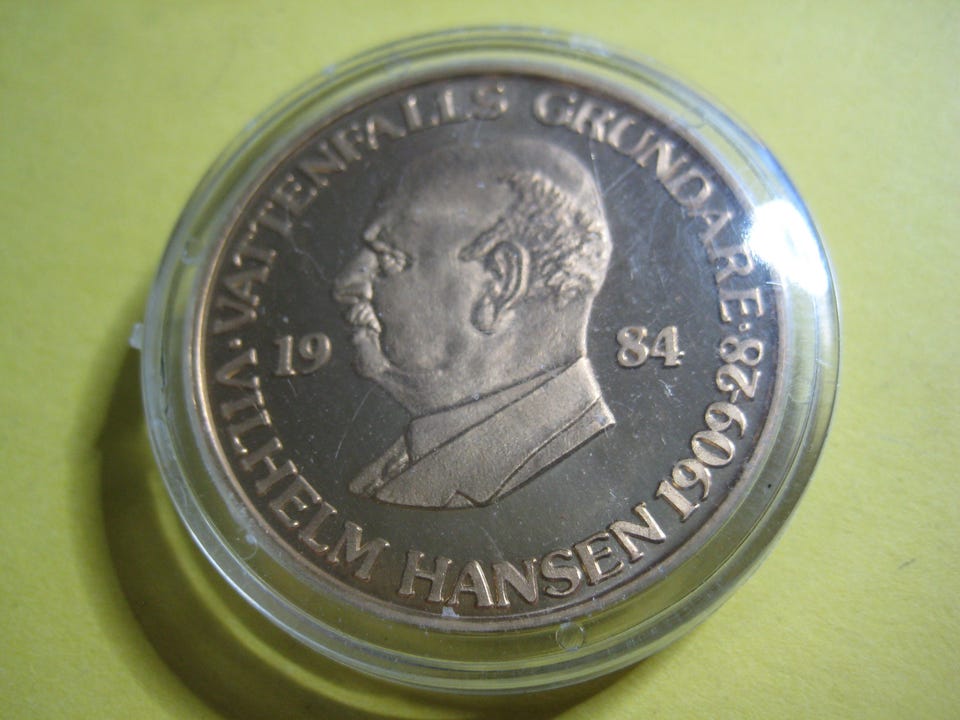 VATTENFALLS GRUNDARE·
VILHELM HANSEN 1909-28·
19 84